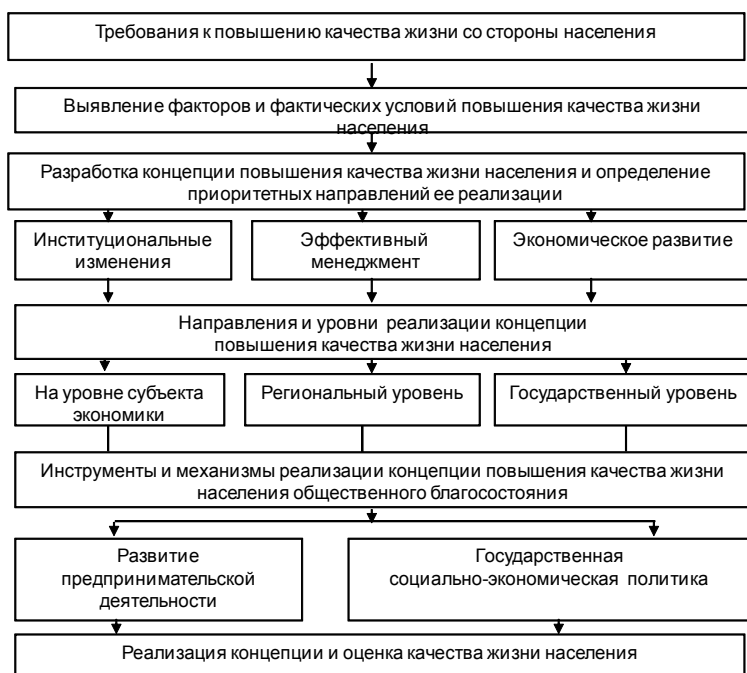 Требования к повышению качества жизни со стороны населения
Выявление факторов и фактических условий повышения качества жизни
населения
Разработка концепции повышения качества жизни населения и определение
приоритетных направлений ее реализации
Институциональные
изменения
Эффективный
менеджмент
Экономическое развитие
Направления и уровни реализации концепции
повышения качества жизни населения
На уровне субъекта
экономики
Региональный уровень
Государственный уровень
Инструменты и механизмы реализации концепции повышения качества жизни
населения общественного благосостояния
Развитие
предпринимательской
деятельности
Государственная
социально-экономическая политика
Реализация концепции и оценка качества жизни населения